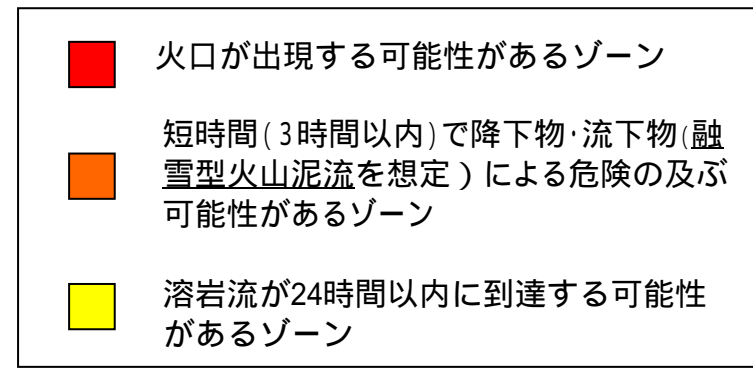 火口が出現する可能性があるゾーン
短時間(3時間以内)で降下物･流下物(融
雪型火山泥流を想定）による危険の及ぶ
可能性があるゾーン
溶岩流が24時間以内に到達する可能性
があるゾーン